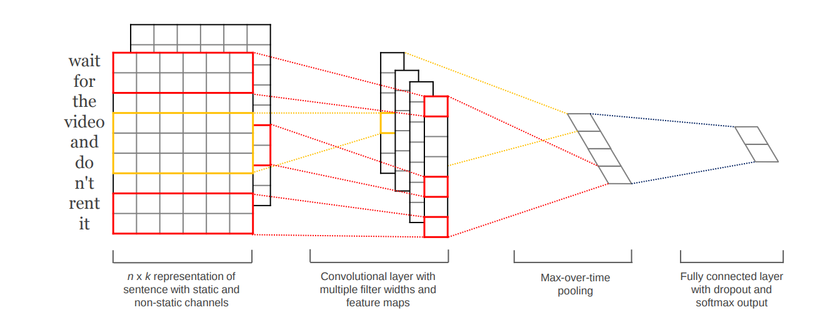 wait
for
the
video
and
do
n't
rent
it
n x k representation of
sentence with static and
non-static channels
Convolutional layer with
multiple filter widths and
feature maps
Max-over-time
pooling
Fully connected layer
with dropout and
softmax output